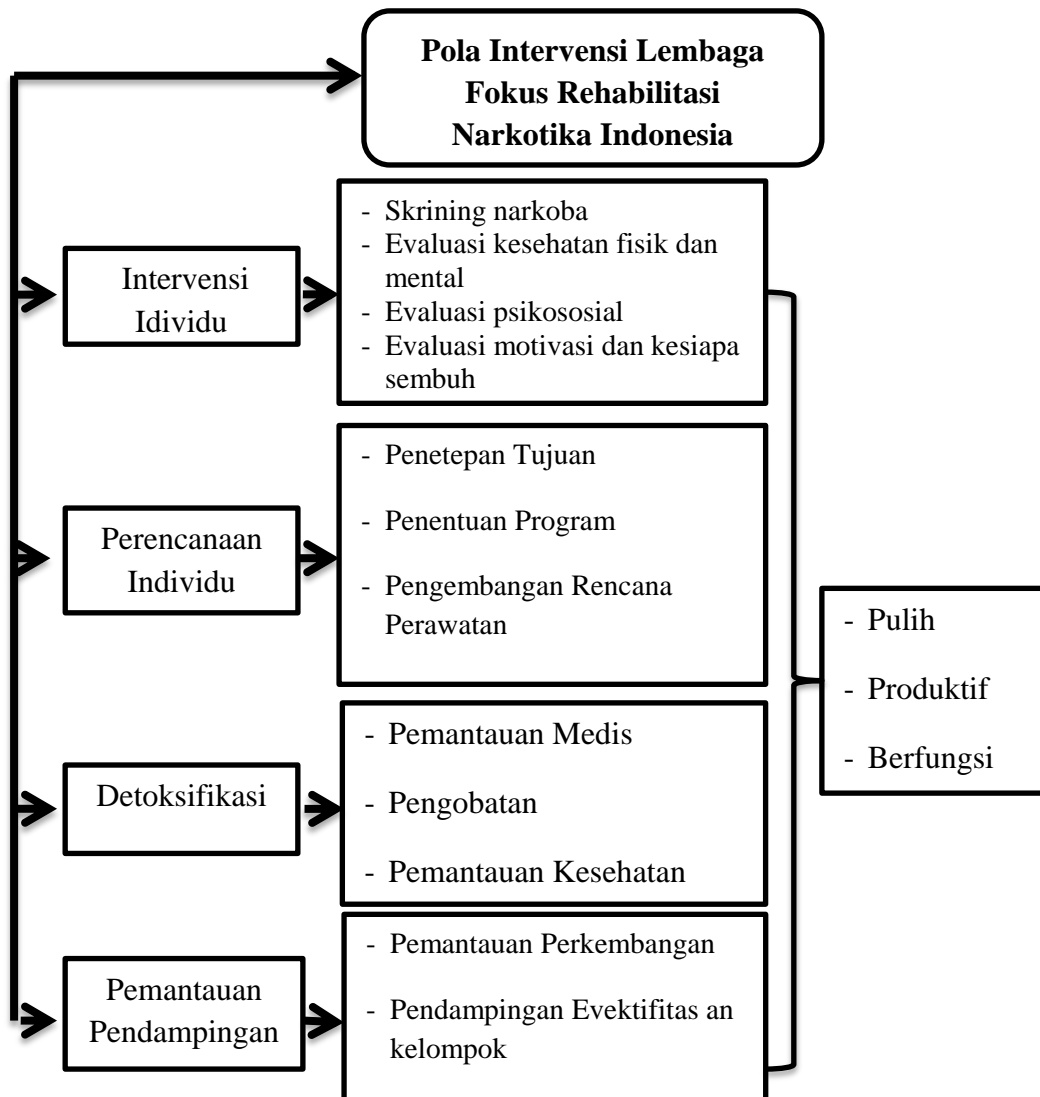 Pola Intervensi Lembaga
Fokus Rehabilitasi
Narkotika Indonesia
Intervensi
Idividu
- Skrining narkoba
- Evaluasi kesehatan fisik dan
mental
- Evaluasi psikososial
- Evaluasi motivasi dan kesiapa
sembuh
Perencanaan
Individu
- Penetepan Tujuan
- Penentuan Program
- Pengembangan Rencana
Perawatan
Detoksifikasi
- Pemantauan Medis
- Pengobatan
- Pemantauan Kesehatan
Pemantauan
Pendampingan
- Pemantauan Perkembangan
- Pendampingan Evektifitas an
kelompok
- Pulih
- Produktif
- Berfungsi